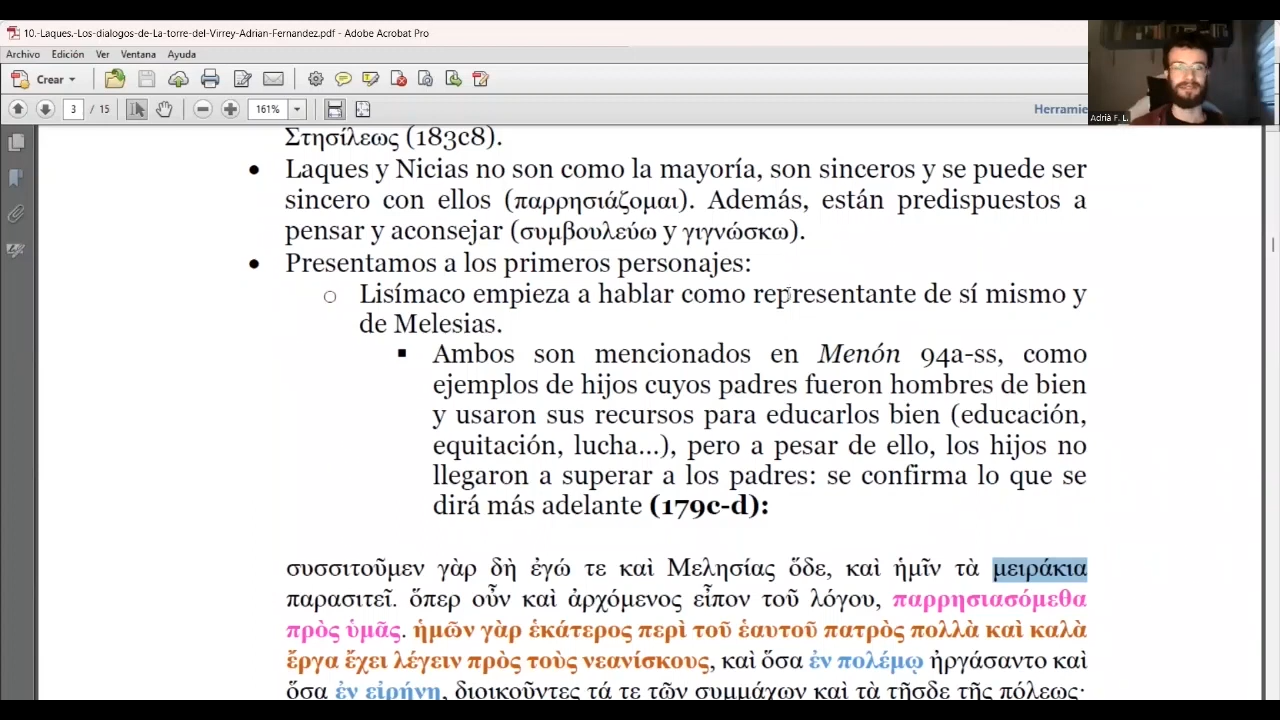 10.-Laques.-Los-dialogos-de-La-torre-del-Virrey-Adrian-Fernandez.pdf - Adobe Acrobat Pro
Archivo Edición Ver Ventana Ayuda
Crear
3 / 15 161% Herramie
Adrià F. L.
Στησίλεως (183c8).
• Laques y Nicias no son como la mayoría, son sinceros y se puede ser
sincero con ellos (παρρησιάζομαι). Además, están predispuestos a
pensar y aconsejar (συμβουλεύω y γιγνώσκω).
• Presentamos a los primeros personajes:
○ Lisímaco empieza a hablar como representante de sí mismo y
de Melesias.
▪ Ambos son mencionados en Menón 94a-ss, como
ejemplos de hijos cuyos padres fueron hombres de bien
y usaron sus recursos para educarlos bien (educación,
equitación, lucha...), pero a pesar de ello, los hijos no
llegaron a superar a los padres: se confirma lo que se
dirá más adelante (179c-d):
συσσιτοῦμεν γὰρ δὴ ἐγώ τε καὶ Μελησίας ὅδε, καὶ ἡμῖν τὰ μειράκια
παρασιτεῖ. ὅπερ οὖν καὶ ἀρχόμενος εἶπον τοῦ λόγου, παρρησιασόμεθα
πρὸς ὑμᾶς. ἡμῶν γὰρ ἑκάτερος περὶ τοῦ ἑαυτοῦ πατρὸς πολλὰ καὶ καλὰ
ἔργα ἔχει λέγειν πρὸς τοὺς νεανίσκους, καὶ ὅσα ἐν πολέμῳ ἠργάσαντο καὶ
ὅσα ἐν εἰρήνῃ, διοικοῦντες τά τε τῶν συμμάχων καὶ τὰ τῆσδε τῆς πόλεως·